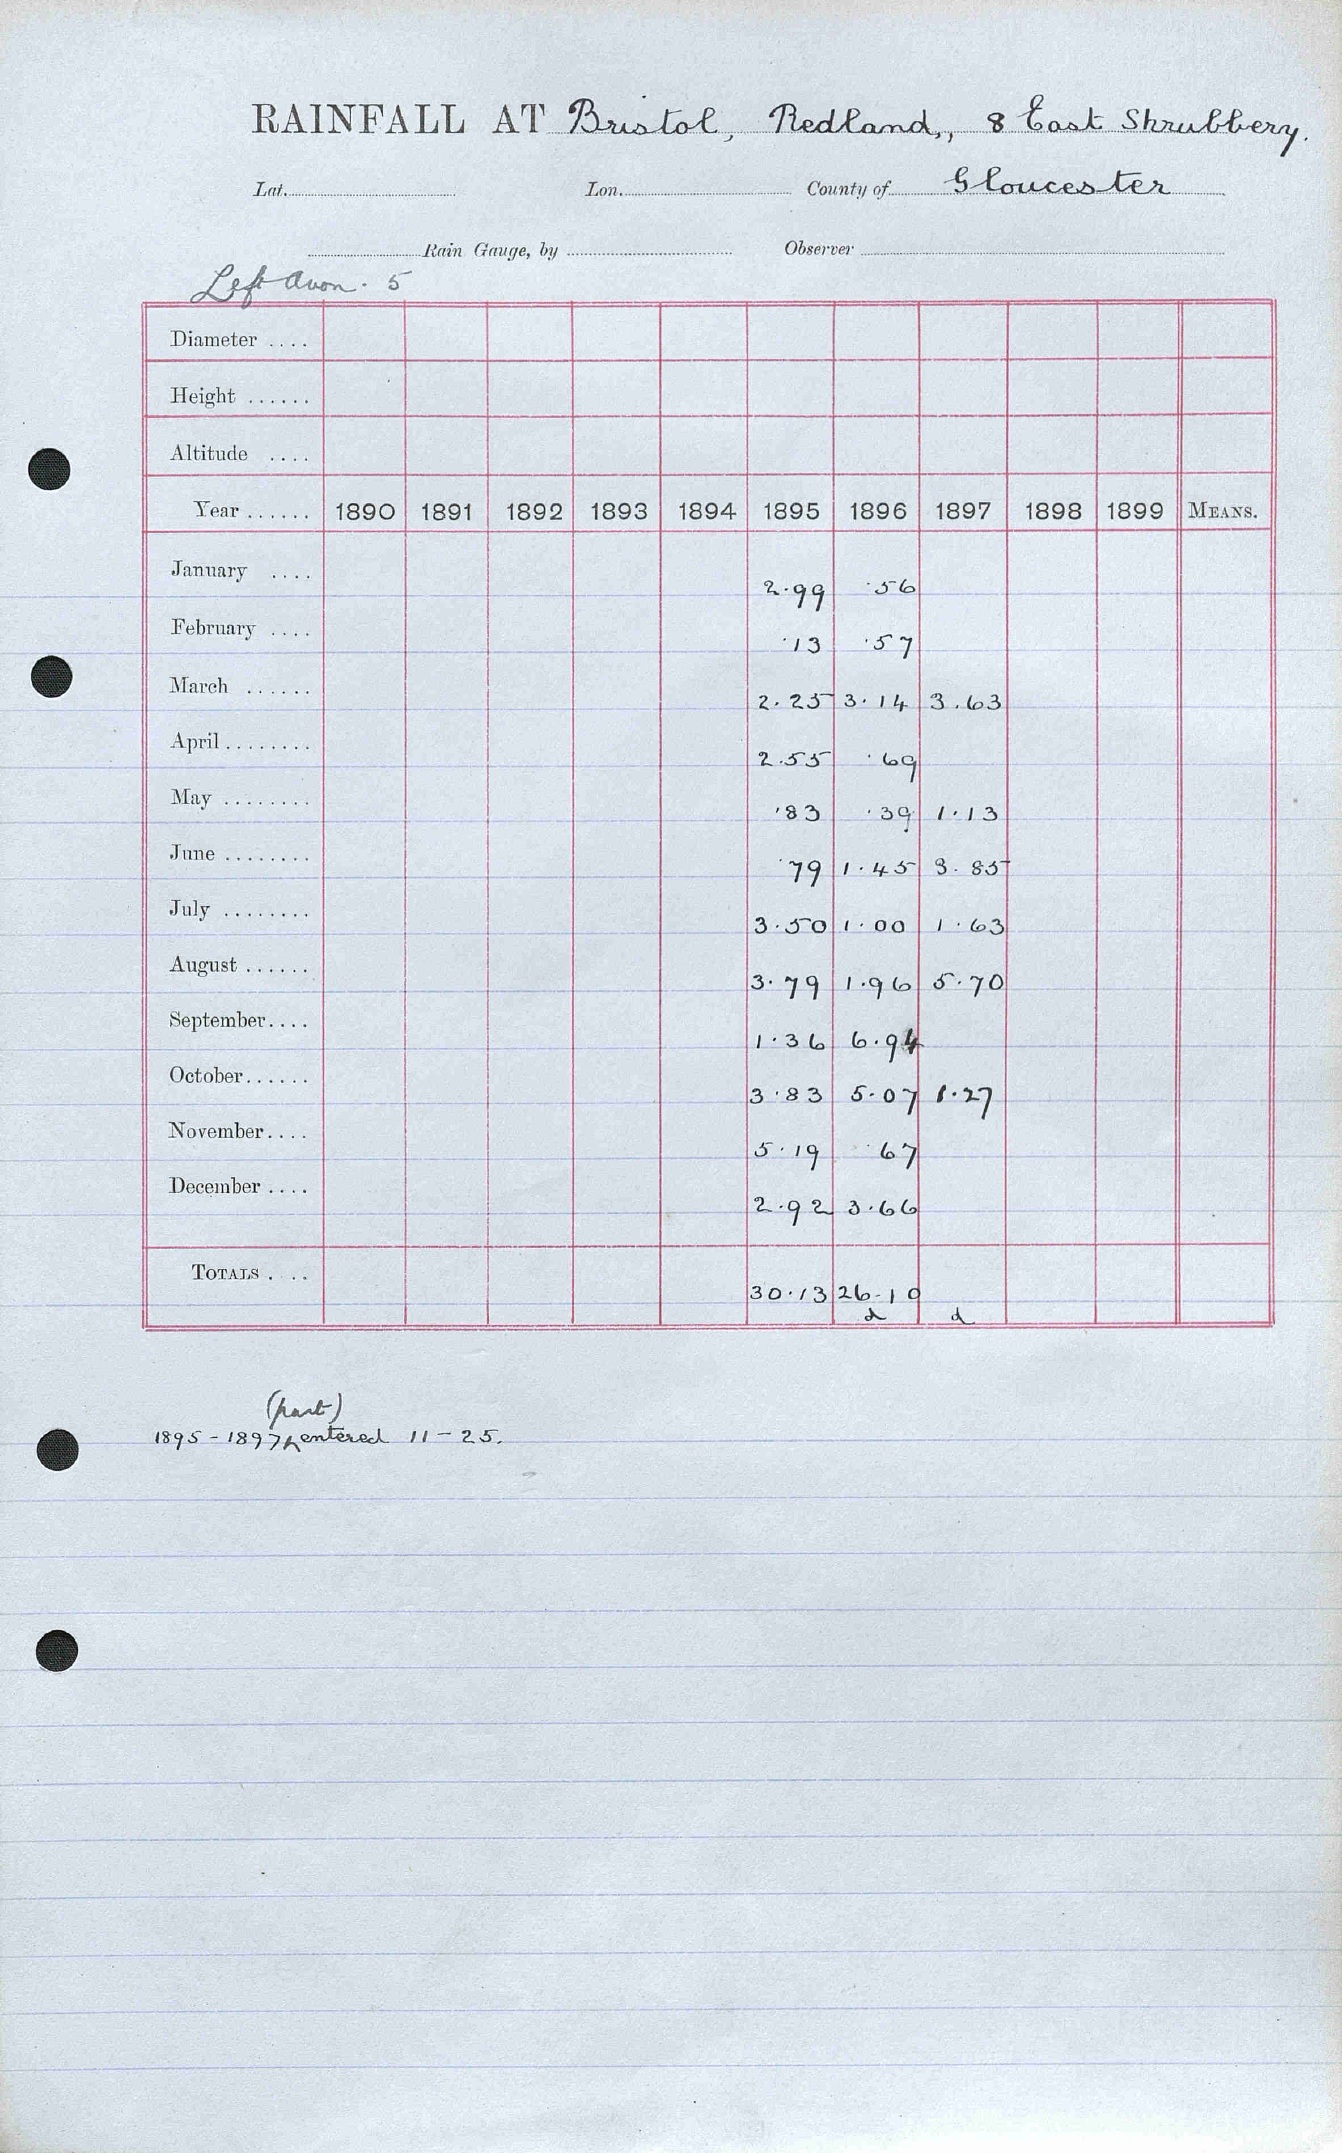 RAINFALL AT Bristol, Redland,, 8 East Shrubbery.
Lat. Lon. County of Gloucester
Rain Gauge, by Observer
Left Avon. 5
Diameter ....
Height ......
Altitude ....
Year ...... 1890 1891 1892 1893 1894 1895 1896 1897 1898 1899 MEANS.
January .... 2.99 .56
February .... .13 .57
March ...... 2.25 3.14 3.63
April ........ 2.55 .69
May ........ .83 .39 1.13
June ........ .79 1.45 3.85
July ........ 3.50 1.00 1.63
August ...... 3.79 1.96 5.70
September.... 1.36 6.94
October...... 3.83 5.07 1.27
November.... 5.19 .67
December .... 2.92 3.66
TOTALS . ... 30.13 26.10
d d
(part)
1895 - 1897 entered 11 - 25.